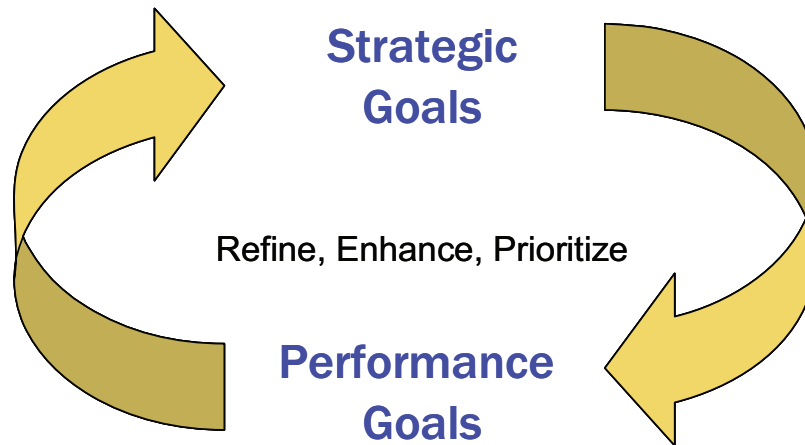 Strategic
Goals
Refine, Enhance, Prioritize
Performance
Goals